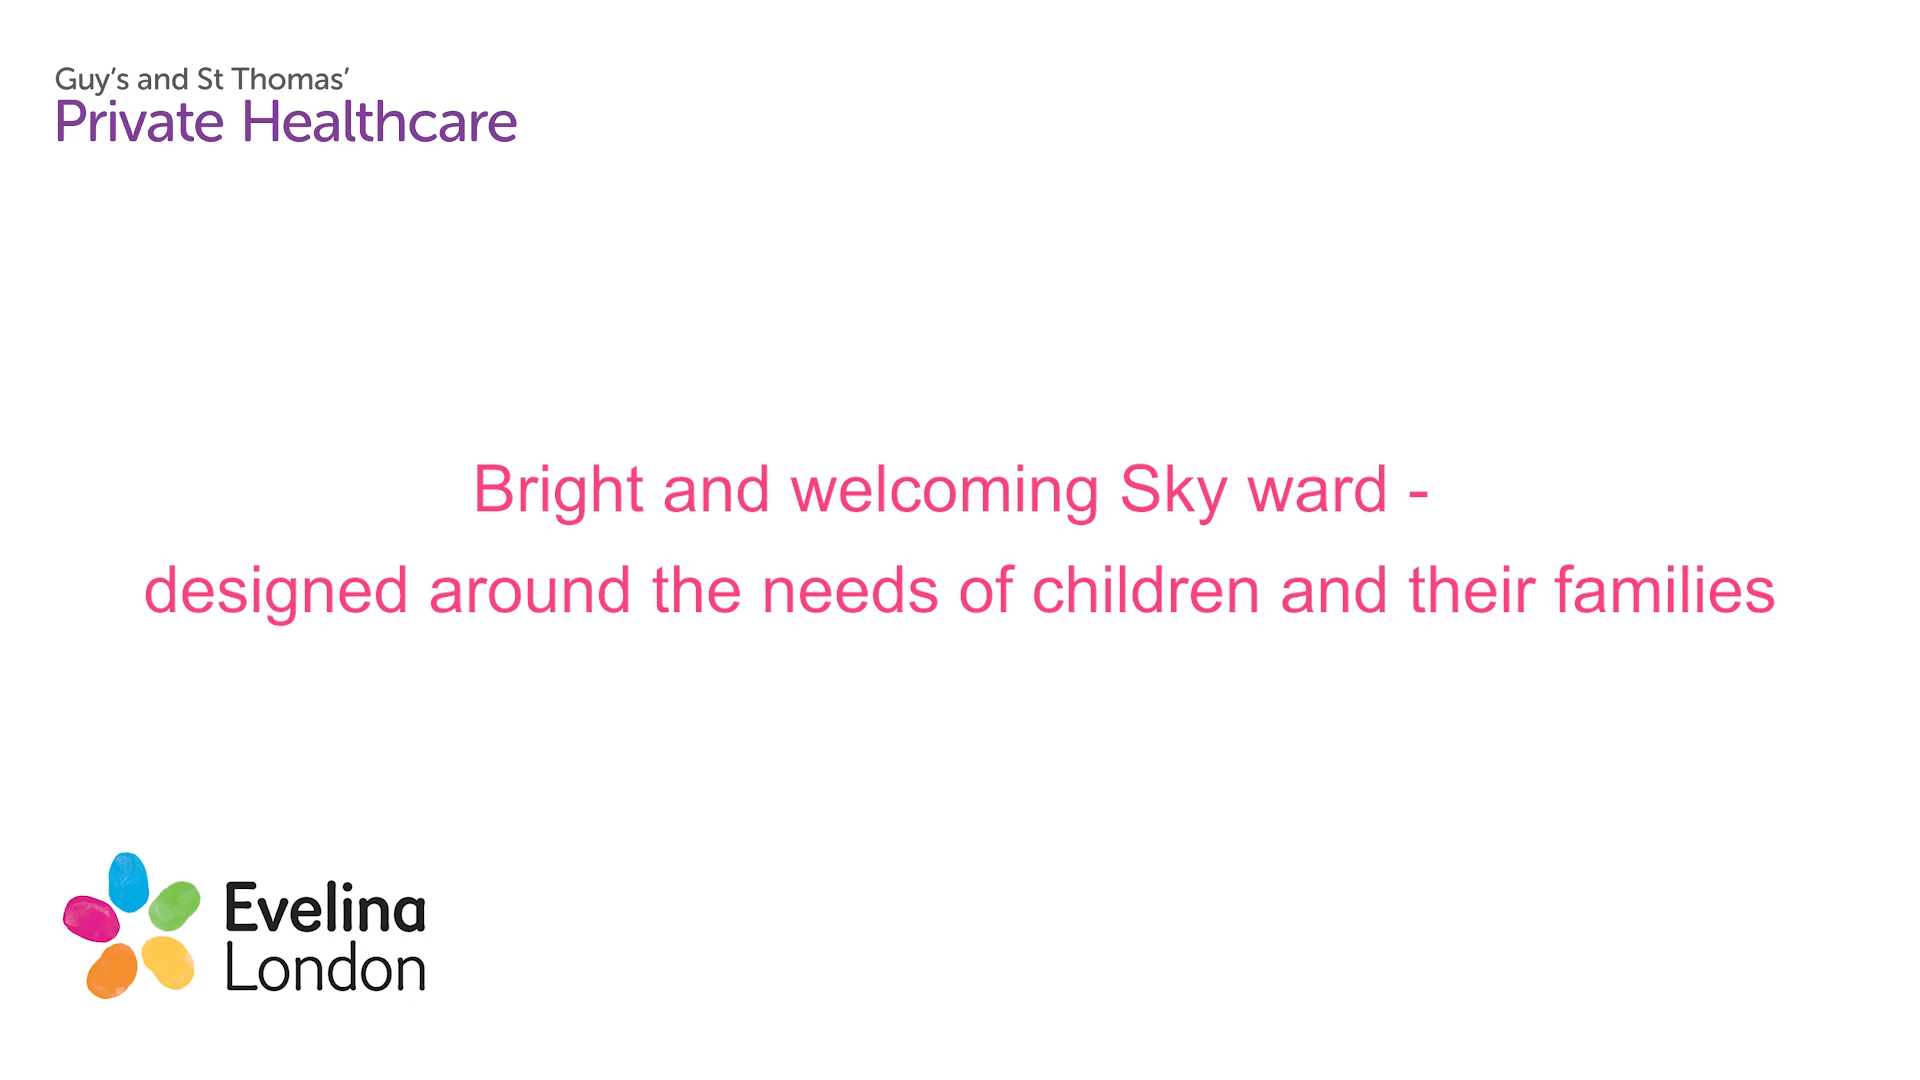 Guy’s and St Thomas’
Private Healthcare
Bright and welcoming Sky ward -
designed around the needs of children and their families
Evelina
London